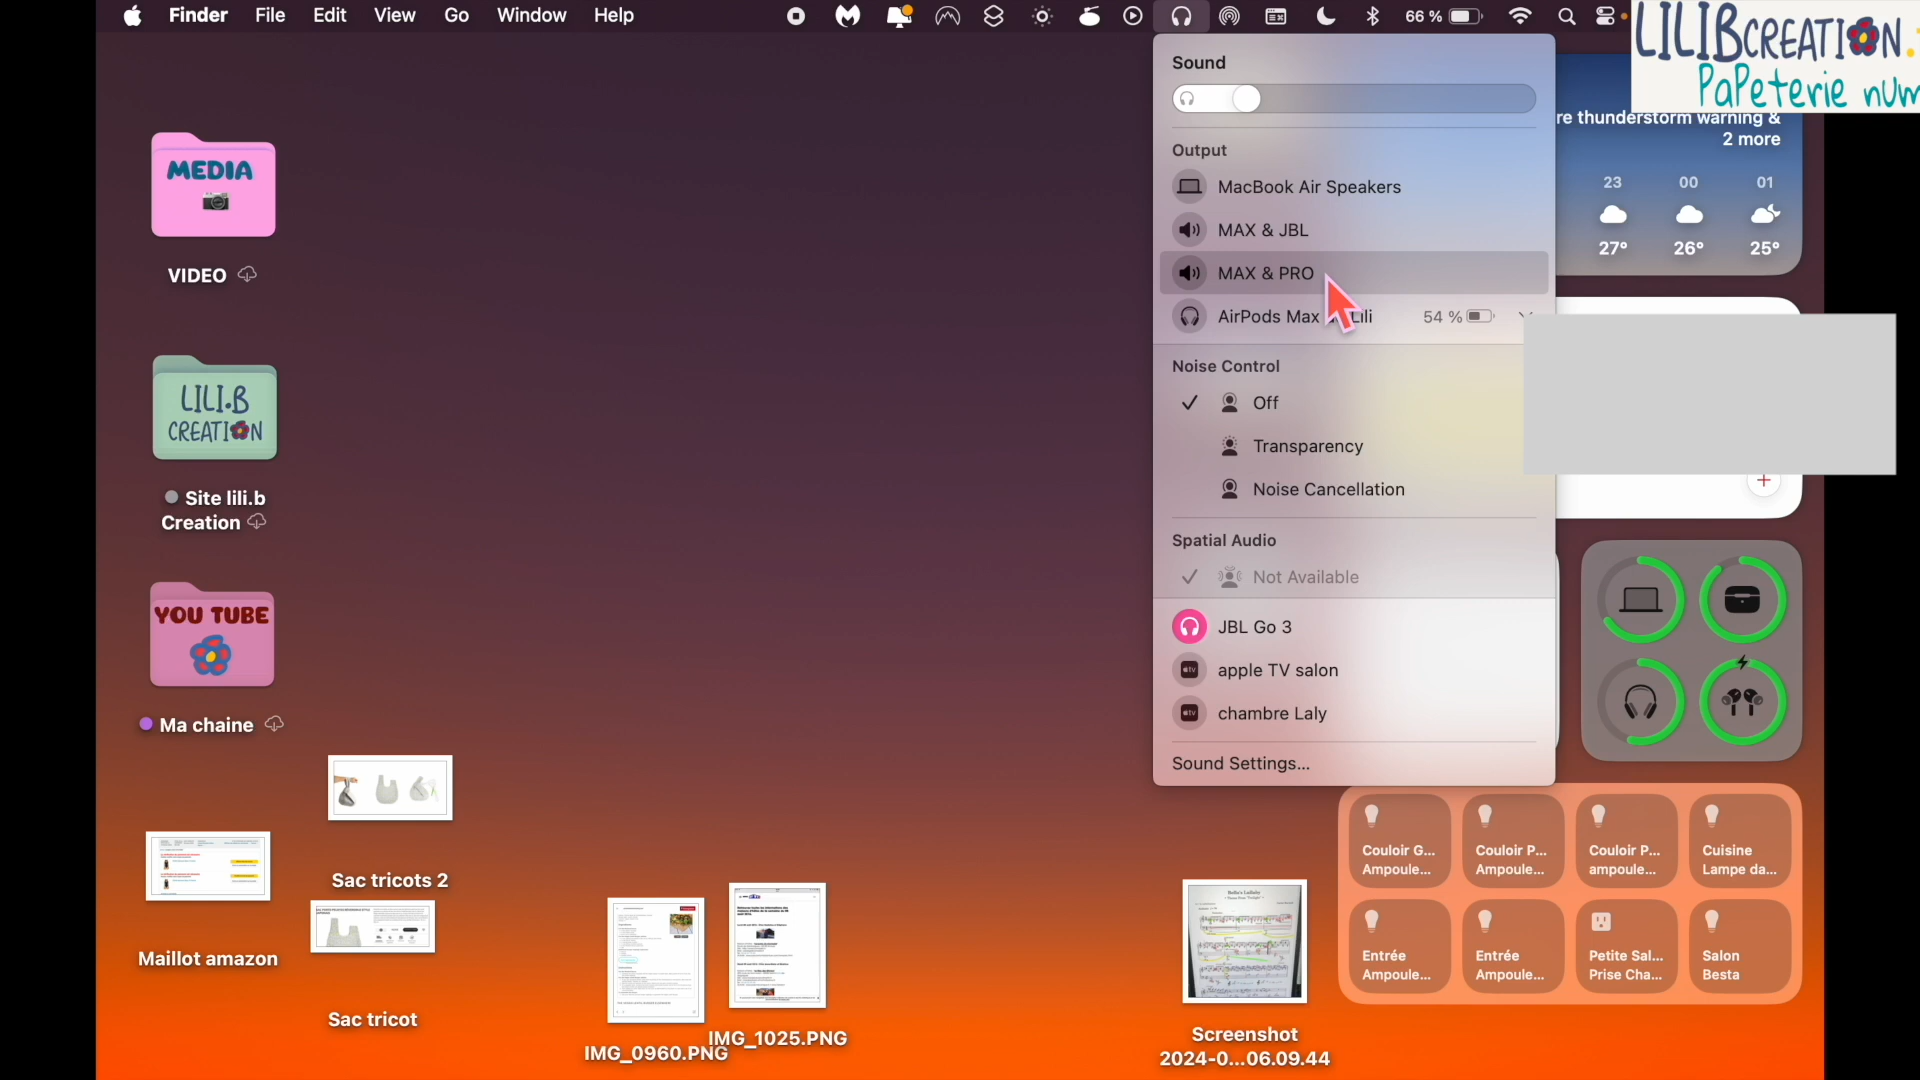 Finder File Edit View Go Window Help
66 %
LILIBCREATION.
PaPeterie num
Sound
Output
MacBook Air Speakers
MAX & JBL
MAX & PRO
AirPods Max
Lili
54 %
Noise Control
Off
Transparency
Noise Cancellation
Spatial Audio
Not Available
JBL Go 3
apple TV salon
chambre Laly
Sound Settings...
re thunderstorm warning &
2 more
23 00 01
27° 26° 25°
MEDIA
VIDEO
LILI.B
CREATION
Site lili.b
Creation
YOU TUBE
Ma chaine
Sac tricots 2
Maillot amazon
Sac tricot
IMG_0960.PNG
IMG_1025.PNG
Bella's Lullaby
Screenshot
2024-0...06.09.44
Couloir G...
Ampoule...
Couloir P...
Ampoule...
Couloir P...
ampoule...
Cuisine
Lampe da...
Entrée
Ampoule...
Entrée
Ampoule...
Petite Sal...
Prise Cha...
Salon
Besta